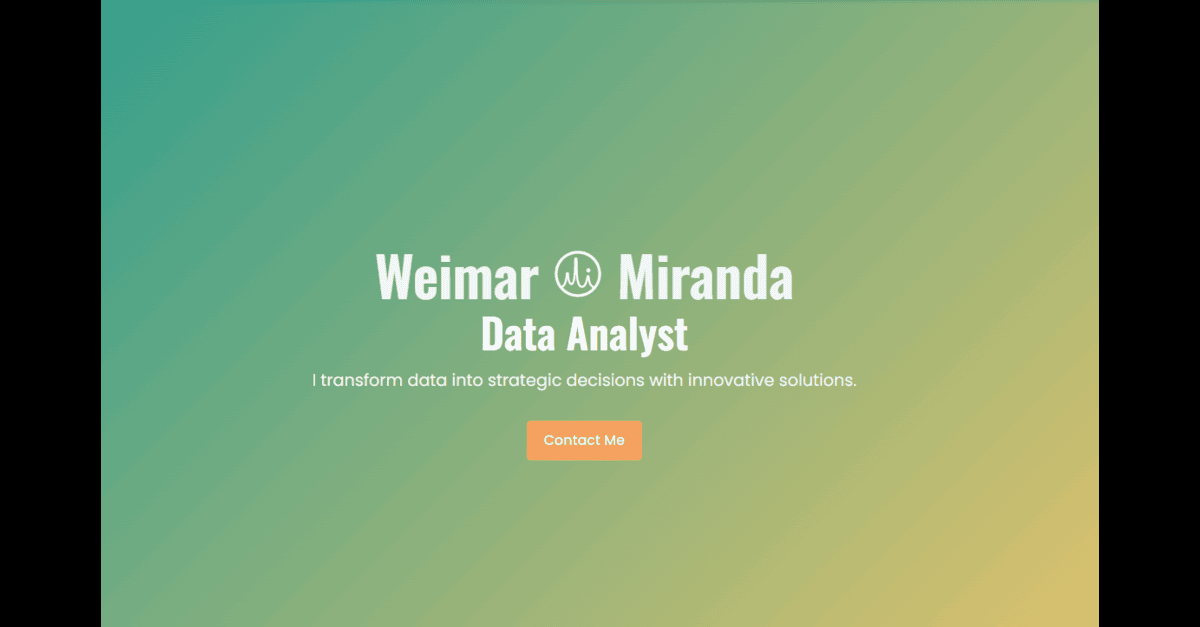 Weimar Miranda
Data Analyst
I transform data into strategic decisions with innovative solutions.
Contact Me